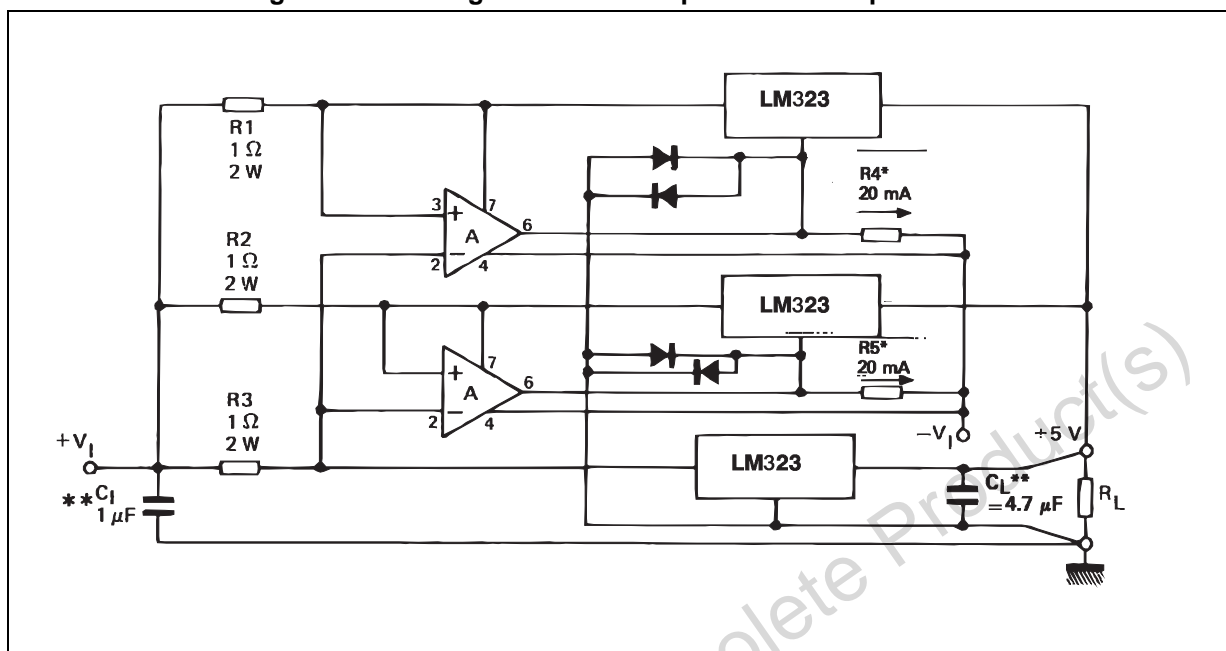 LM323
R1
1 Ω
2 W
R4*
20 mA
3
+
7
A
6
−
2
4
R2
1 Ω
2 W
LM323
R5*
20 mA
+
7
A
6
−
2
4
R3
1 Ω
2 W
+V_I
−V_I
+5 V
LM323
**C_I
1 μF
C_L**
=4.7 μF
R_L
olete Product(s)